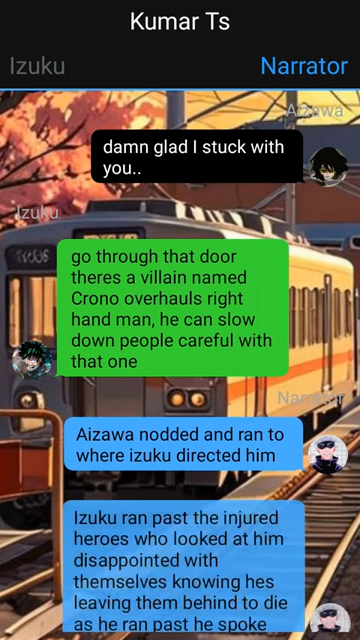 Kumar Ts
Izuku
Narrator
Aizawa
damn glad I stuck with
you..
Izuku
go through that door
theres a villain named
Crono overhauls right
hand man, he can slow
down people careful with
that one
Narrator
Aizawa nodded and ran to
where izuku directed him
Izuku ran past the injured
heroes who looked at him
disappointed with
themselves knowing hes
leaving them behind to die
as he ran past he spoke